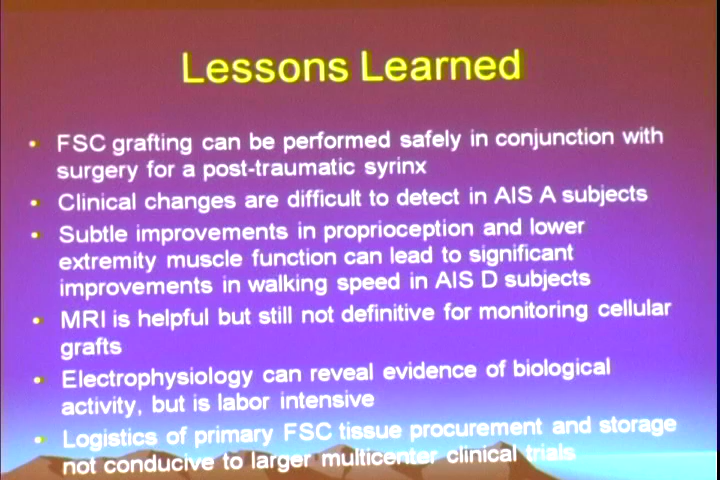 Lessons Learned
• FSC grafting can be performed safely in conjunction with
surgery for a post-traumatic syrinx
• Clinical changes are difficult to detect in AIS A subjects
• Subtle improvements in proprioception and lower
extremity muscle function can lead to significant
improvements in walking speed in AIS D subjects
• MRI is helpful but still not definitive for monitoring cellular
grafts
• Electrophysiology can reveal evidence of biological
activity, but is labor intensive
• Logistics of primary FSC tissue procurement and storage
not conducive to larger multicenter clinical trials